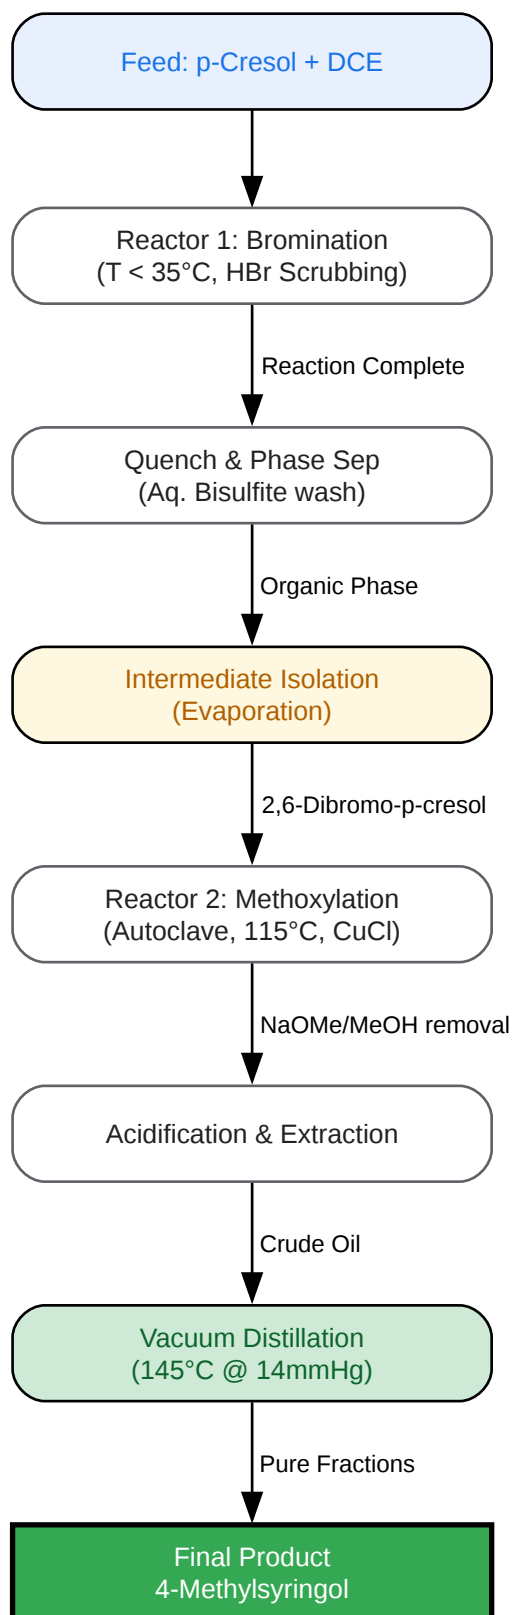 Feed: p-Cresol + DCE
Reactor 1: Bromination
(T < 35°C, HBr Scrubbing)
Reaction Complete
Quench & Phase Sep
(Aq. Bisulfite wash)
Organic Phase
Intermediate Isolation
(Evaporation)
2,6-Dibromo-p-cresol
Reactor 2: Methoxylation
(Autoclave, 115°C, CuCl)
NaOMe/MeOH removal
Acidification & Extraction
Crude Oil
Vacuum Distillation
(145°C @ 14mmHg)
Pure Fractions
Final Product
4-Methylsyringol